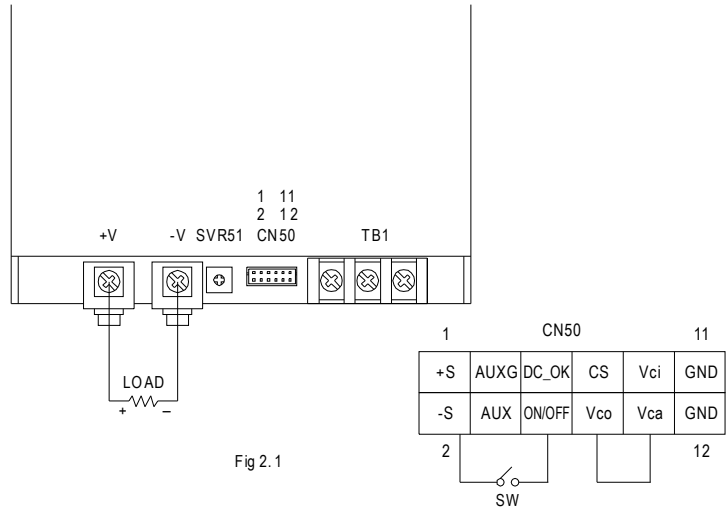 1 11
2 12
+V -V SVR51 CN50 TB1
LOAD
+ –
1 CN50 11
+S AUXG DC_OK CS Vci GND
-S AUX ON/OFF Vco Vca GND
2 12
SW
Fig 2.1